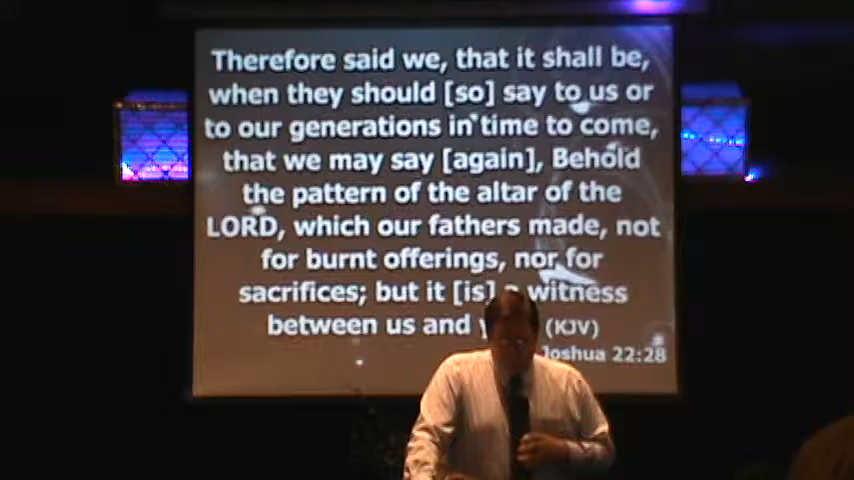 Therefore said we, that it shall be,
when they should [so] say to us or
to our generations in time to come,
that we may say [again], Behold
the pattern of the altar of the
LORD, which our fathers made, not
for burnt offerings, nor for
sacrifices; but it [is] a witness
between us and (KJV)
Joshua 22:28